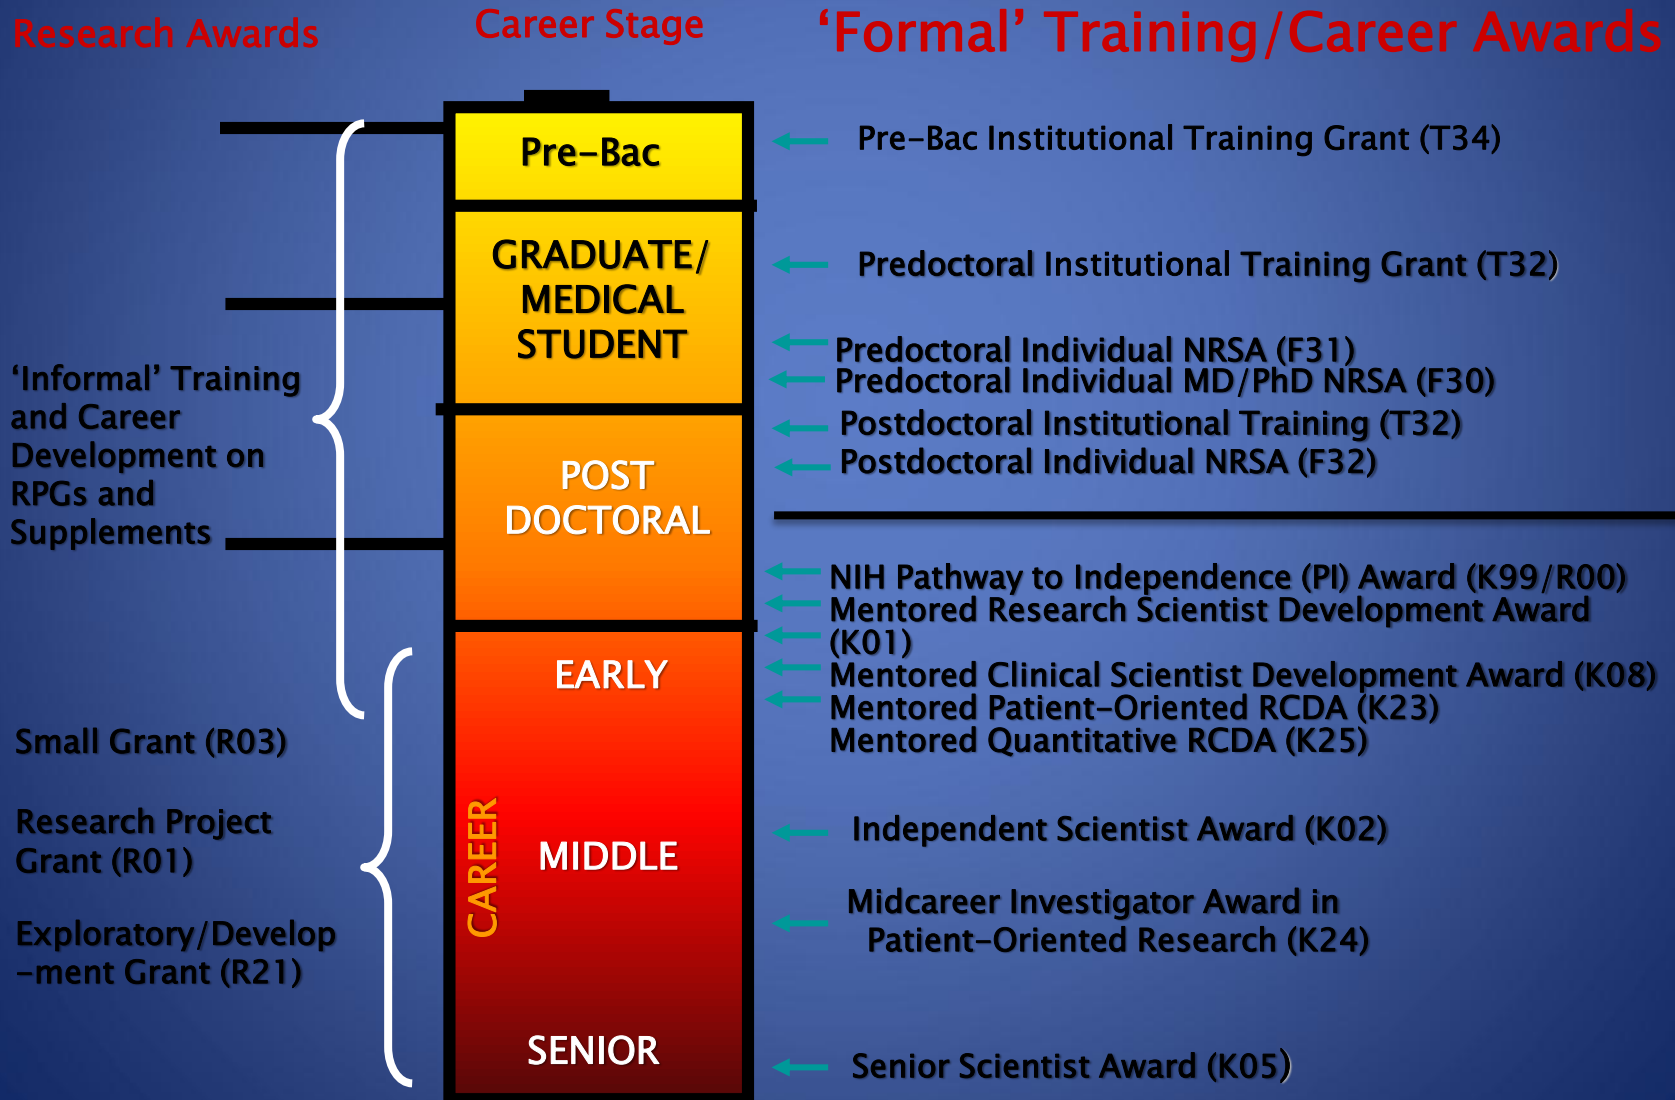 Research Awards
Career Stage
‘Formal’ Training/Career Awards
‘Informal’ Training
and Career
Development on
RPGs and
Supplements
Small Grant (R03)
Research Project
Grant (R01)
Exploratory/Develop
-ment Grant (R21)
Pre-Bac
GRADUATE/
MEDICAL
STUDENT
POST
DOCTORAL
CAREER
EARLY
MIDDLE
SENIOR
Pre-Bac Institutional Training Grant (T34)
Predoctoral Institutional Training Grant (T32)
Predoctoral Individual NRSA (F31)
Predoctoral Individual MD/PhD NRSA (F30)
Postdoctoral Institutional Training (T32)
Postdoctoral Individual NRSA (F32)
NIH Pathway to Independence (PI) Award (K99/R00)
Mentored Research Scientist Development Award
(K01)
Mentored Clinical Scientist Development Award (K08)
Mentored Patient-Oriented RCDA (K23)
Mentored Quantitative RCDA (K25)
Independent Scientist Award (K02)
Midcareer Investigator Award in
Patient-Oriented Research (K24)
Senior Scientist Award (K05)